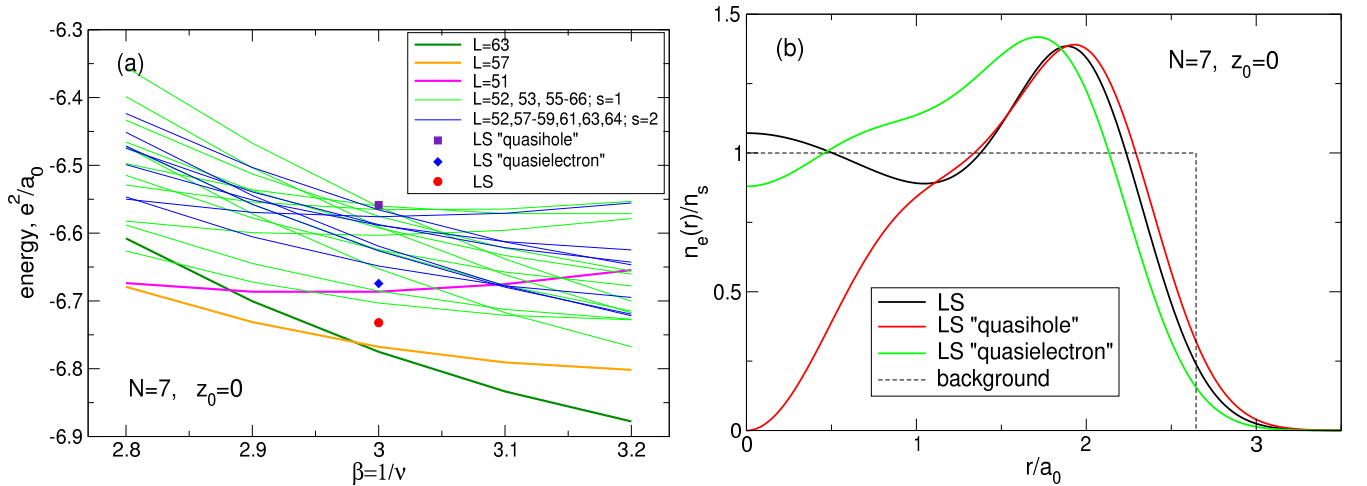 -6.3
-6.4
-6.5
-6.6
-6.7
-6.8
-6.9
energy, e²/a₀
(a)
L=63
L=57
L=51
L=52, 53, 55-66; s=1
L=52,57-59,61,63,64; s=2
LS "quasihole"
LS "quasielectron"
LS
N=7, z₀=0
2.8 2.9 3 3.1 3.2
β=1/ν
1.5
1
0.5
0
nₑ(r)/nₛ
(b)
N=7, z₀=0
LS
LS "quasihole"
LS "quasielectron"
background
0 1 2 3
r/a₀